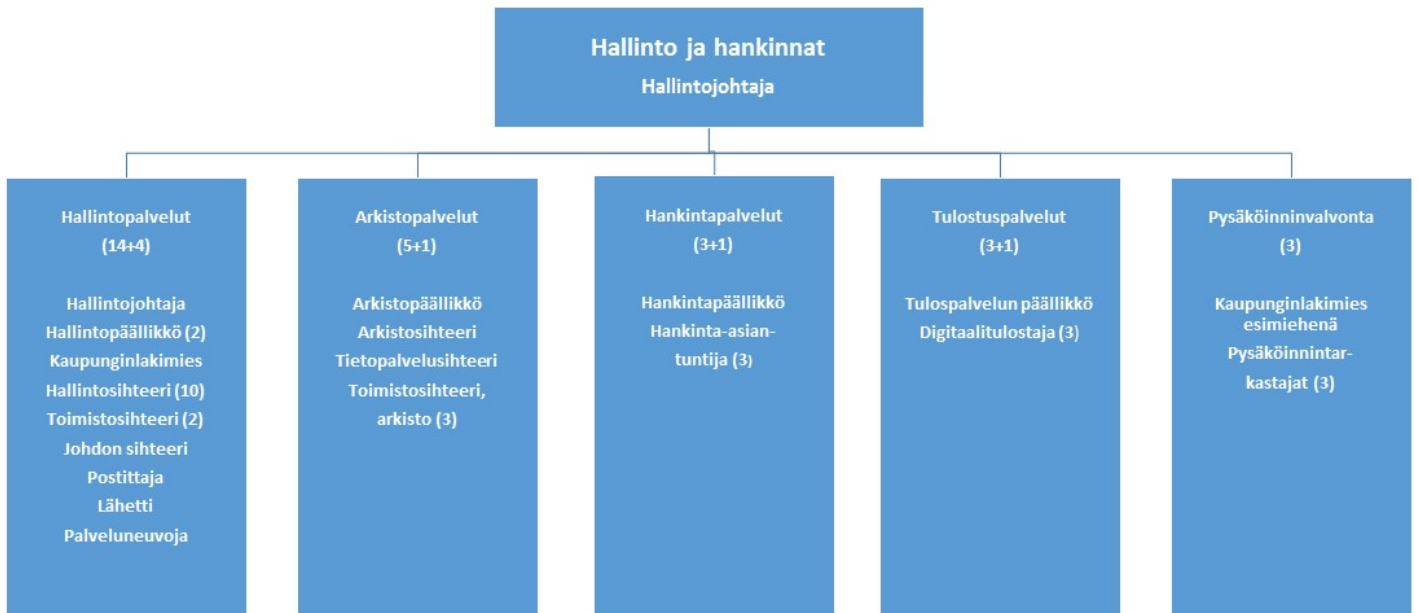 Hallinto ja hankinnat
Hallintojohtaja
Hallintopalvelut
(14+4)
Hallintojohtaja
Hallintopäällikkö (2)
Kaupunginlakimies
Hallintosihteeri (10)
Toimistosihteeri (2)
Johdon sihteeri
Postittaja
Lähetti
Palveluneuvoja
Arkistopalvelut
(5+1)
Arkistopäällikkö
Arkistosihteeri
Tietopalvelusihteeri
Toimistosihteeri,
arkisto (3)
Hankintapalvelut
(3+1)
Hankintapäällikkö
Hankinta-asian-
tuntija (3)
Tulostuspalvelut
(3+1)
Tulospalvelun päällikkö
Digitaalitulostaja (3)
Pysäköinninvalvonta
(3)
Kaupunginlakimies
esimiehenä
Pysäköinnintar-
kastajat (3)